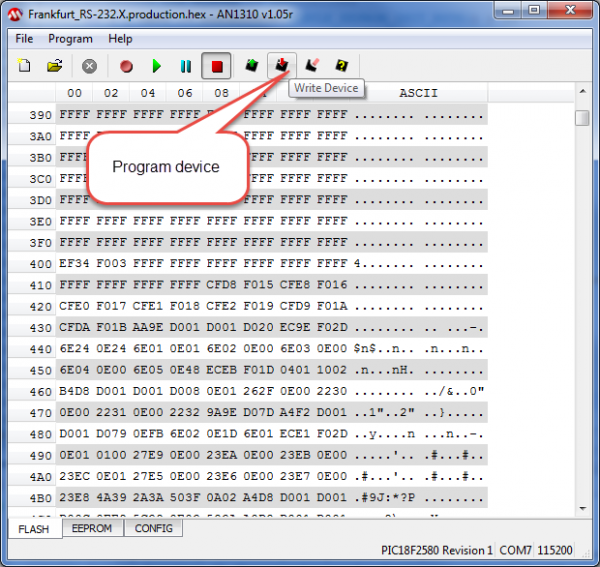 Frankfurt_RS-232.X.production.hex - AN1310 v1.05r
File Program Help
Write Device
00 02 04 06 08 ASCII
390 FFFF FFFF FFFF FFFF FFFF FFFF ........ ........
3A0 FFFF FFFF FFFF ........ ........
3B0 FFFF FFFF FFFF ........ ........
3C0 FFFF FFFF FFFF ........ ........
3D0 FFFF FFFF FFFF ........ ........
Program device
3E0 FFFF FFFF FFFF FFFF FFFF FFFF FFFF FFFF ........ ........
3F0 FFFF FFFF FFFF FFFF FFFF FFFF FFFF FFFF ........ ........
400 EF34 F003 FFFF FFFF FFFF FFFF FFFF FFFF 4....... ........
410 FFFF FFFF FFFF FFFF CFD8 F015 CFE8 F016 ........ ........
420 CFE0 F017 CFE1 F018 CFE2 F019 CFD9 F01A ........ ........
430 CFDA F01B AA9E D001 D001 D020 EC9E F02D ........ .. ...-.
440 6E24 0E24 6E01 0E01 6E02 0E00 6E03 0E00 $n$..n.. .n...n..
450 6E04 0E00 6E05 0E48 ECEB F01D 0401 1002 .n...nH. ........
460 B4D8 D001 D001 D008 0E01 262F 0E00 2230 ........ ../&..0"
470 0E00 2231 0E00 2232 9A9E D07D A4F2 D001 ..1"..2" ..}.....
480 D001 D079 0EFB 6E02 0E1D 6E01 ECE1 F02D ..y....n ...n..-.
490 0E01 0100 27E9 0E00 23EA 0E00 23EB 0E00 .....'.. .#...#..
4A0 23EC 0E01 27E5 0E00 23E6 0E00 23E7 0E00 .#...'.. .#...#..
4B0 23E8 4A39 2A3A 503F 0A02 A4D8 D001 D001 .#9J:*?P ........
FLASH EEPROM CONFIG
PIC18F2580 Revision 1 COM7 115200